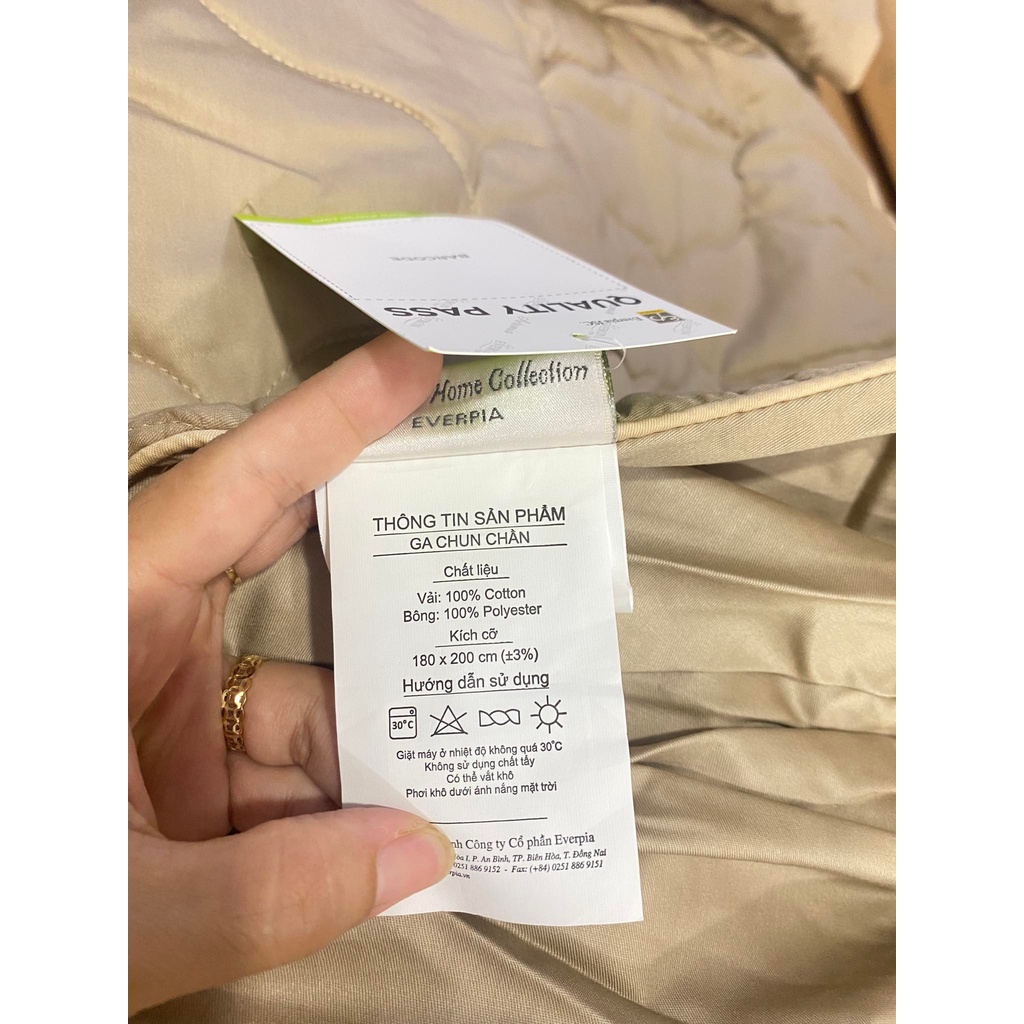 BARCODE
QUALITY PASS
Everpia JSC.
Home Collection
EVERPIA
THÔNG TIN SẢN PHẨM
GA CHUN CHẦN
Chất liệu
Vải: 100% Cotton
Bông: 100% Polyester
Kích cỡ
180 x 200 cm (±3%)
Hướng dẫn sử dụng
30°C
Giặt máy ở nhiệt độ không quá 30°C
Không sử dụng chất tẩy
Có thể vắt khô
Phơi khô dưới ánh nắng mặt trời
Công ty Cổ phần Everpia
I, P. An Bình, TP. Biên Hòa, T. Đồng Nai
0251 886 9152 - Fax: (+84) 0251 886 9151